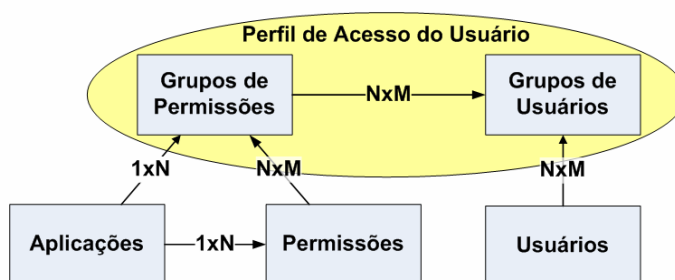 Perfil de Acesso do Usuário
Grupos de
Permissões
NxM
Grupos de
Usuários
1xN
NxM
NxM
Aplicações
1xN
Permissões
Usuários